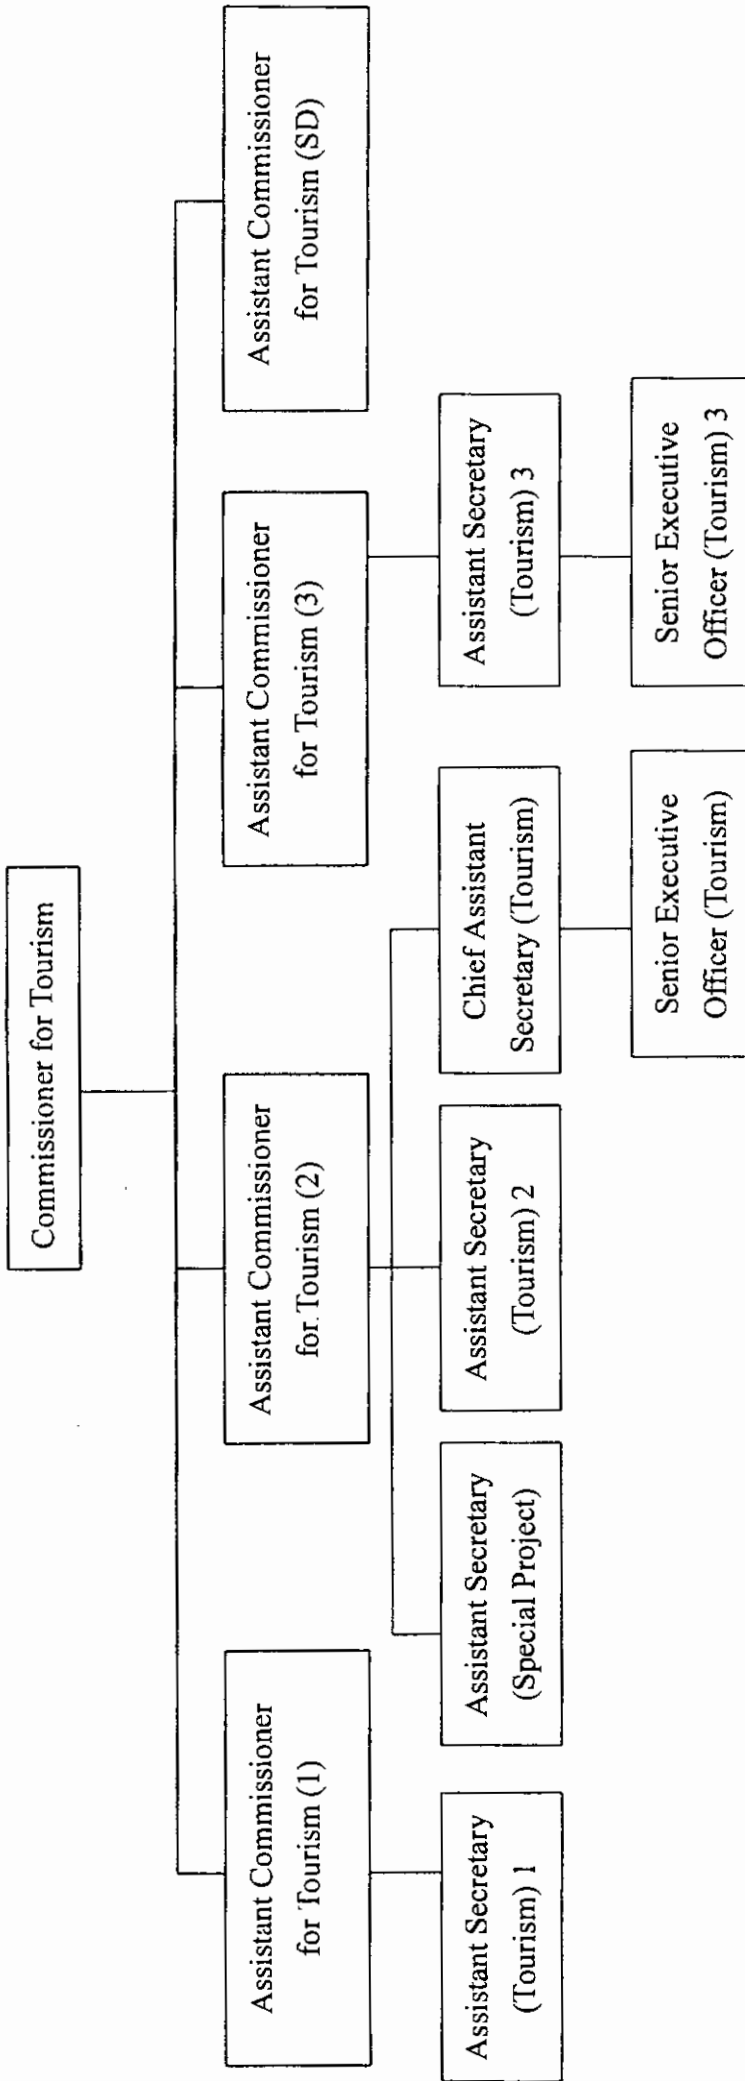 Commissioner for Tourism
Assistant Commissioner
for Tourism (1)
Assistant Commissioner
for Tourism (2)
Assistant Commissioner
for Tourism (3)
Assistant Commissioner
for Tourism (SD)
Assistant Secretary
(Tourism) 1
Assistant Secretary
(Special Project)
Assistant Secretary
(Tourism) 2
Chief Assistant
Secretary (Tourism)
Assistant Secretary
(Tourism) 3
Senior Executive
Officer (Tourism)
Senior Executive
Officer (Tourism) 3